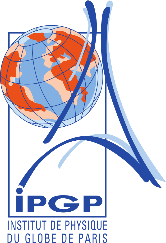 iPGP
INSTITUT DE PHYSIQUE
DU GLOBE DE PARIS